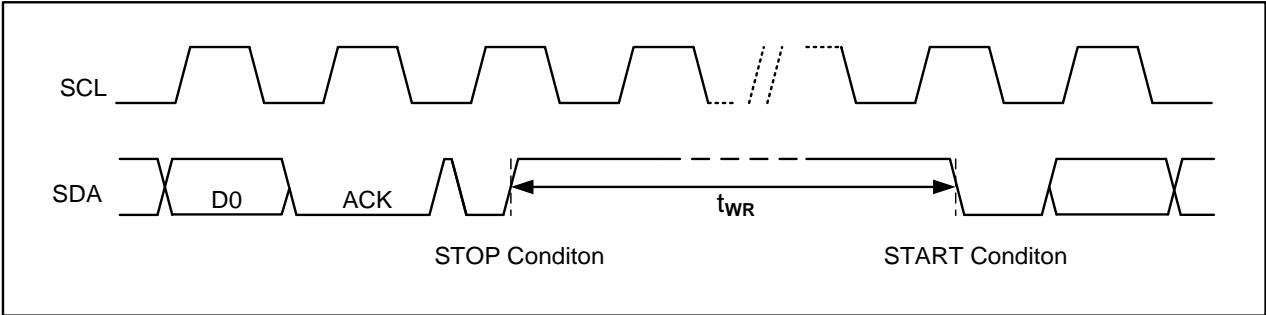 SCL
SDA
D0
ACK
tWR
STOP Conditon
START Conditon